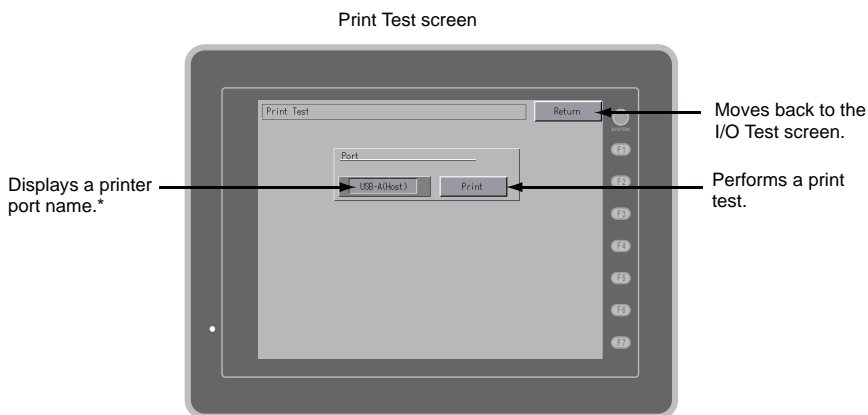 Print Test screen
Print Test
Return
Moves back to the
I/O Test screen.
SYSTEM
F1
Port
Displays a printer
port name.*
USB-A(Host)
Print
Performs a print
test.
F2
F3
F4
F5
F6
F7